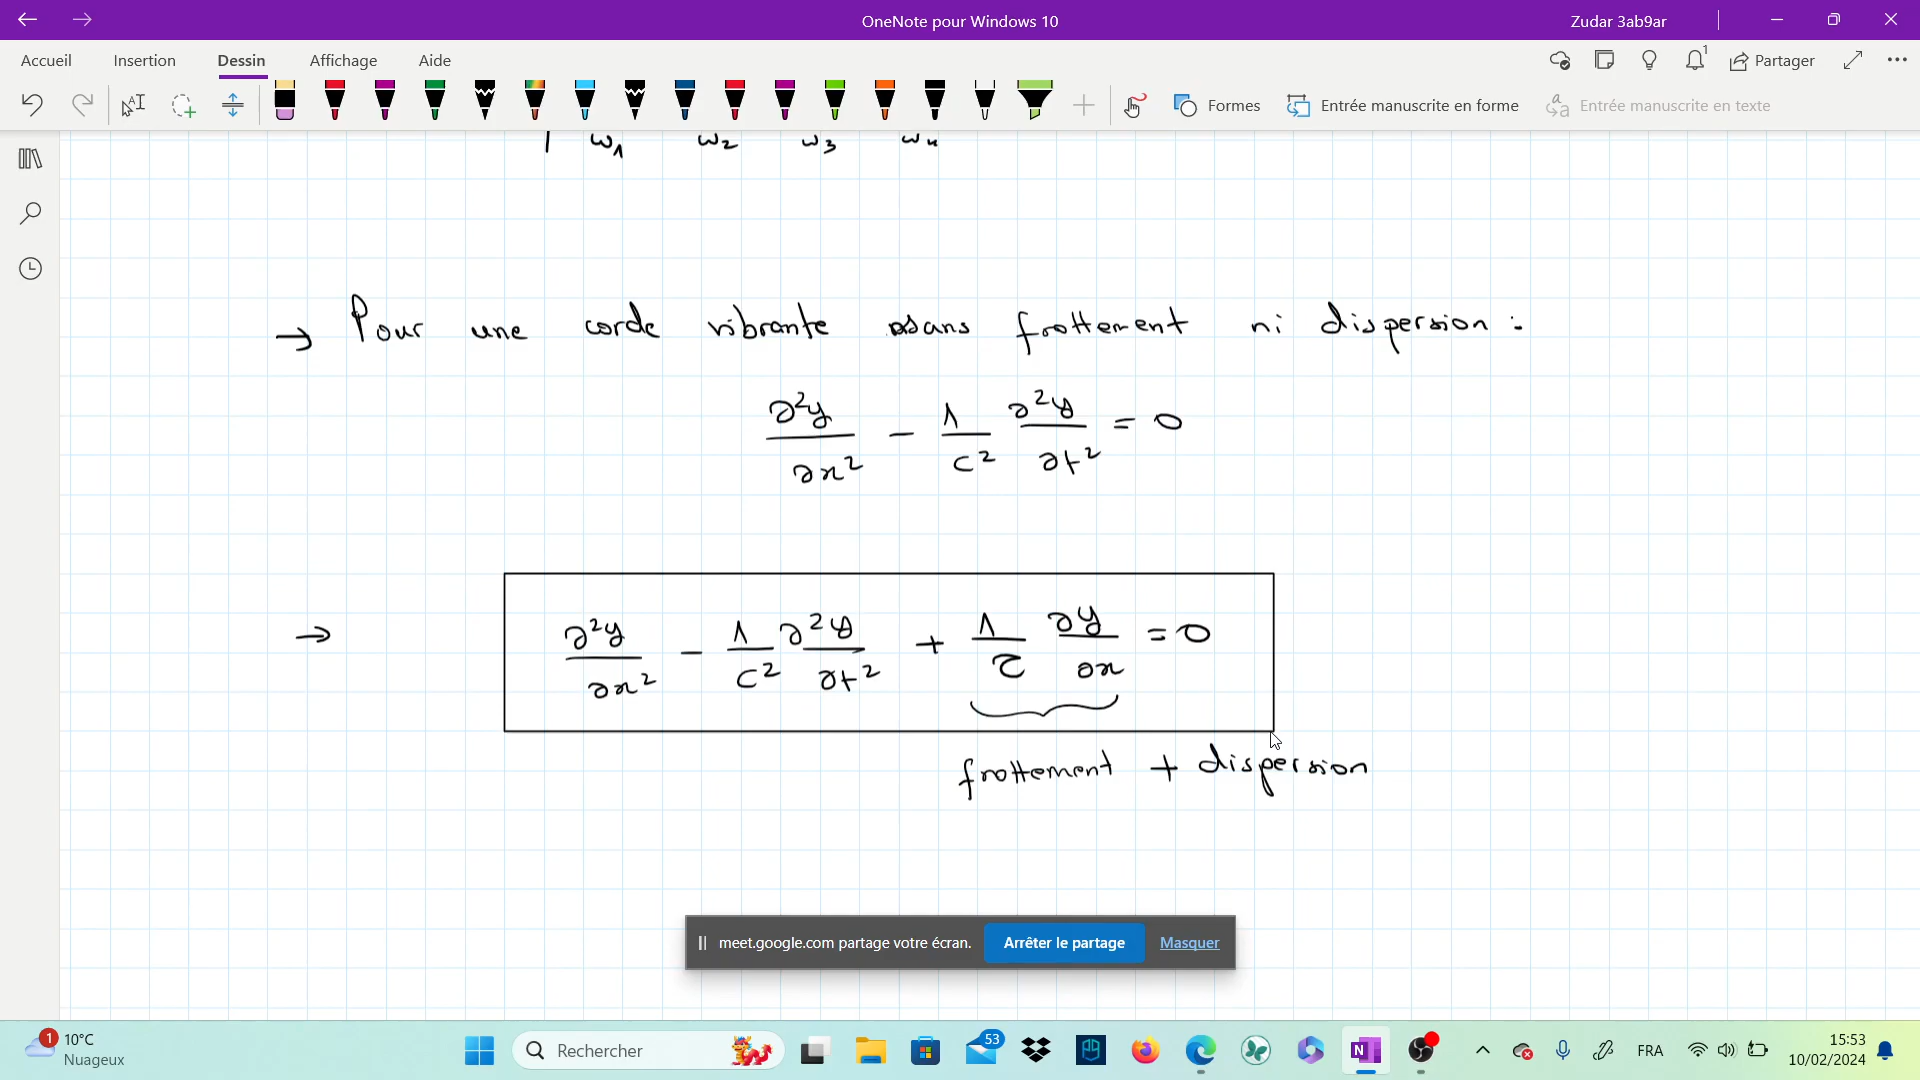 OneNote pour Windows 10
Zudar 3ab9ar
Accueil Insertion Dessin Affichage Aide
1
Partager
Formes
Entrée manuscrite en forme
Entrée manuscrite en texte
ω1 ω2 ω3 ω4
→ Pour une corde vibrante sans frottement ni dispersion :
∂²y/∂x² − 1/c² ∂²y/∂t² = 0
→ ∂²y/∂x² − 1/c² ∂²y/∂t² + 1/τ ∂y/∂x = 0
frottement + dispersion
meet.google.com partage votre écran.
Arrêter le partage
Masquer
1
10°C
Nuageux
Rechercher
53
FRA
15:53
10/02/2024